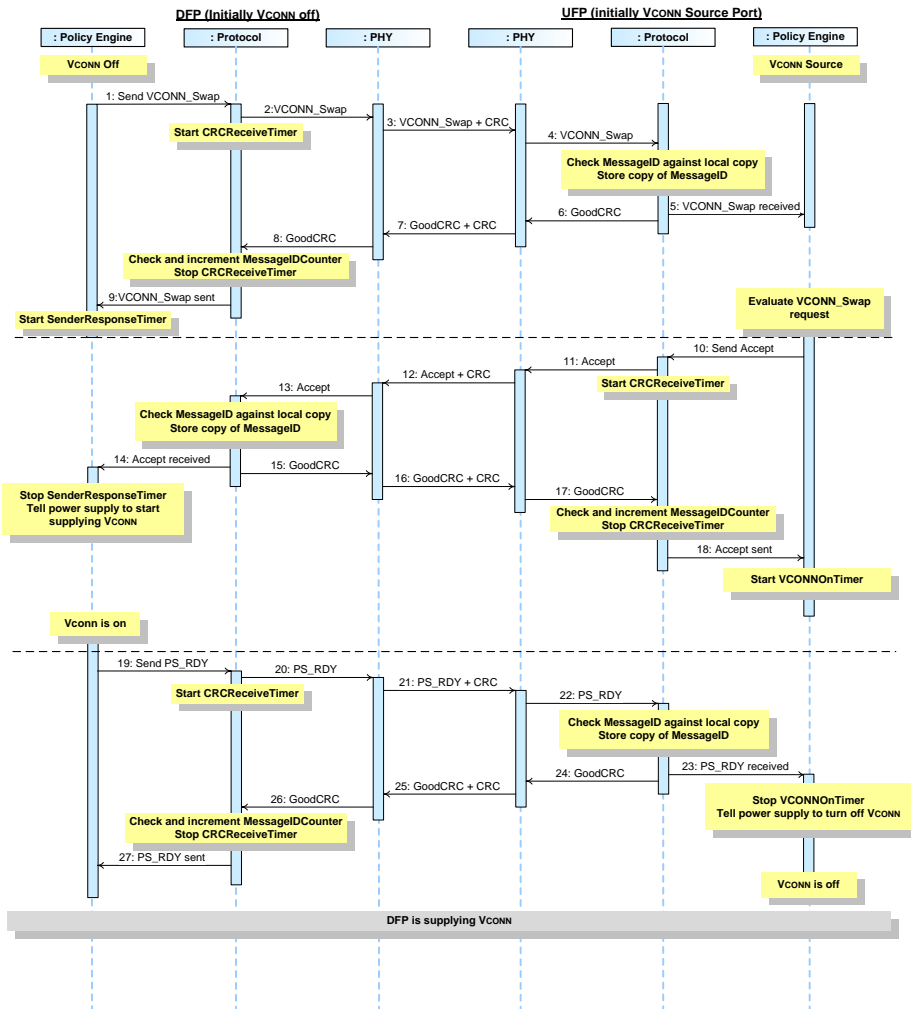 DFP (Initially VCONN off)
UFP (initially VCONN Source Port)
: Policy Engine
: Protocol
: PHY
: PHY
: Protocol
: Policy Engine
VCONN Off
VCONN Source
1: Send VCONN_Swap
2:VCONN_Swap
Start CRCReceiveTimer
3: VCONN_Swap + CRC
4: VCONN_Swap
Check MessageID against local copy
Store copy of MessageID
5: VCONN_Swap received
6: GoodCRC
7: GoodCRC + CRC
8: GoodCRC
Check and increment MessageIDCounter
Stop CRCReceiveTimer
9:VCONN_Swap sent
Start SenderResponseTimer
Evaluate VCONN_Swap
request
10: Send Accept
11: Accept
Start CRCReceiveTimer
12: Accept + CRC
13: Accept
Check MessageID against local copy
Store copy of MessageID
14: Accept received
15: GoodCRC
Stop SenderResponseTimer
Tell power supply to start
supplying VCONN
16: GoodCRC + CRC
17: GoodCRC
Check and increment MessageIDCounter
Stop CRCReceiveTimer
18: Accept sent
Start VCONNOnTimer
Vconn is on
19: Send PS_RDY
20: PS_RDY
Start CRCReceiveTimer
21: PS_RDY + CRC
22: PS_RDY
Check MessageID against local copy
Store copy of MessageID
23: PS_RDY received
24: GoodCRC
25: GoodCRC + CRC
26: GoodCRC
Stop VCONNOnTimer
Tell power supply to turn off VCONN
Check and increment MessageIDCounter
Stop CRCReceiveTimer
27: PS_RDY sent
VCONN is off
DFP is supplying VCONN